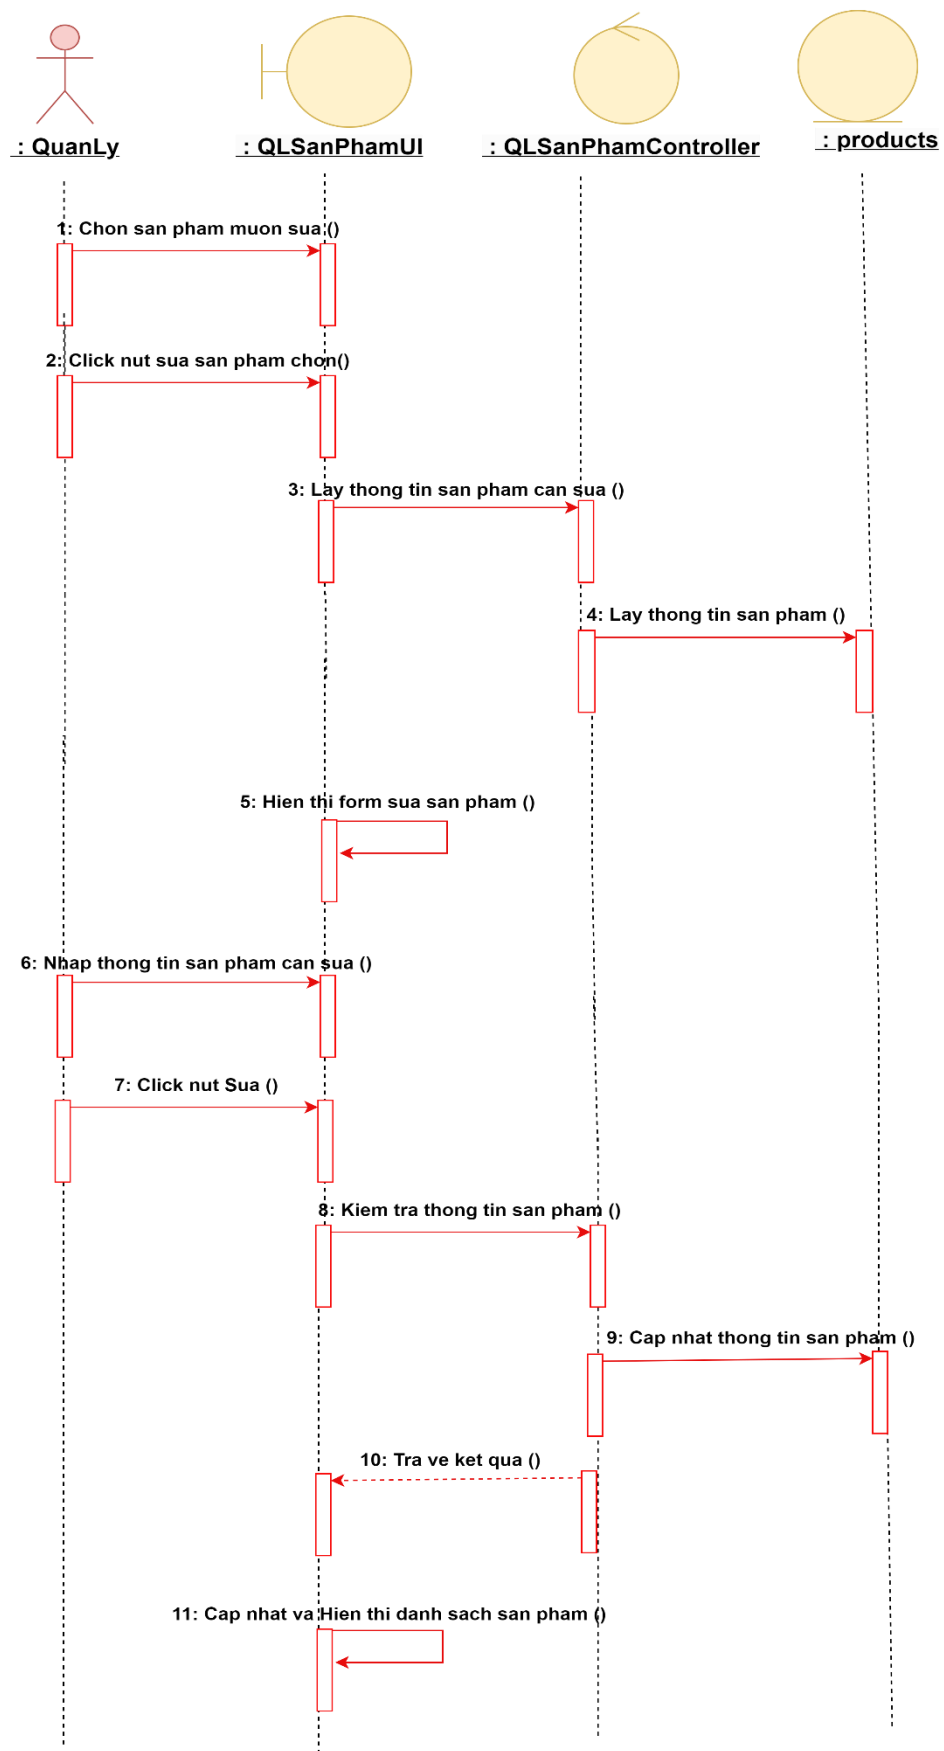 : QuanLy
: QLSanPhamUI
: QLSanPhamController
: products
1: Chon san pham muon sua ()
2: Click nut sua san pham chon()
3: Lay thong tin san pham can sua ()
4: Lay thong tin san pham ()
5: Hien thi form sua san pham ()
6: Nhap thong tin san pham can sua ()
7: Click nut Sua ()
8: Kiem tra thong tin san pham ()
9: Cap nhat thong tin san pham ()
10: Tra ve ket qua ()
11: Cap nhat va Hien thi danh sach san pham ()